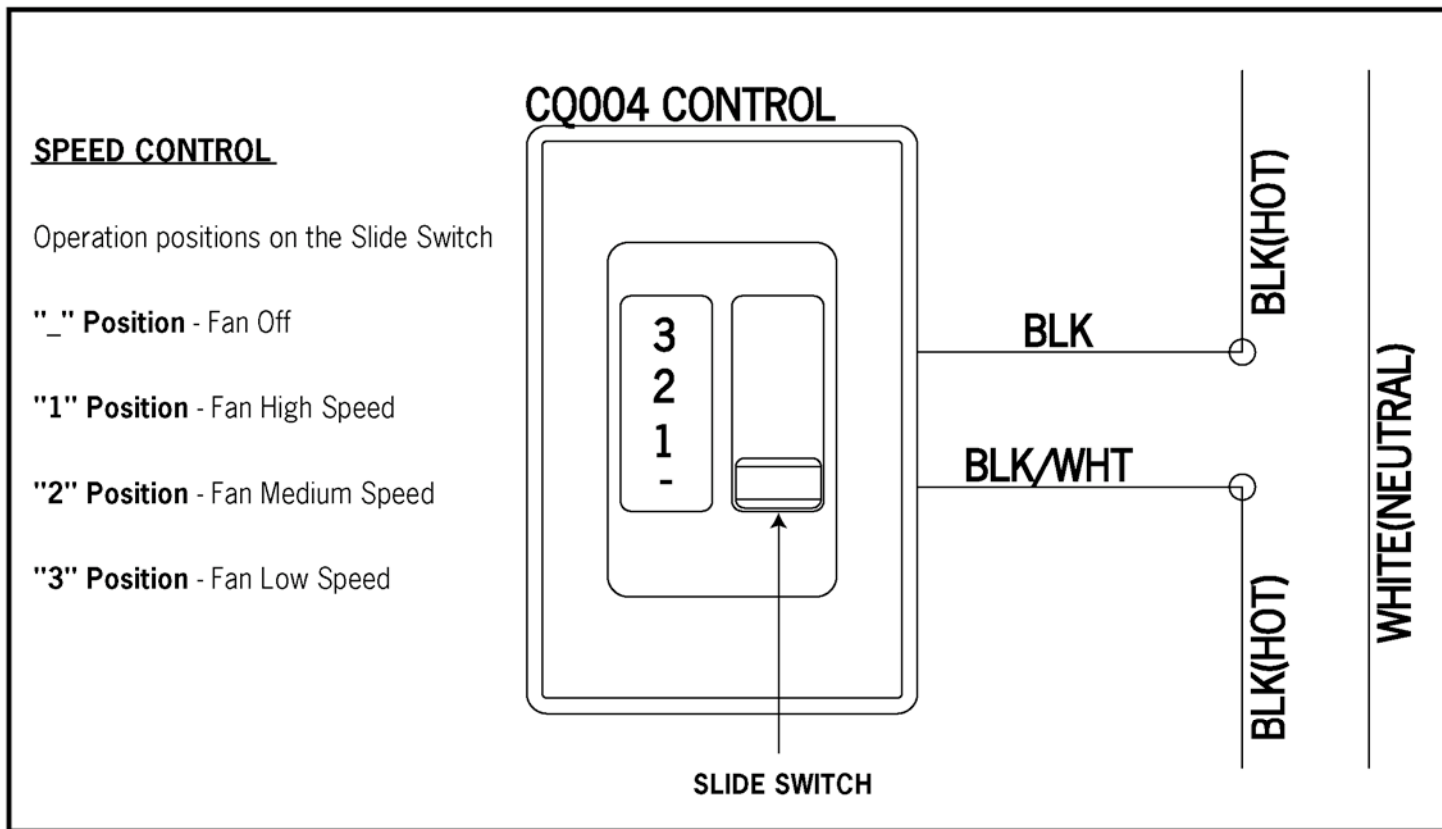 CQ004 CONTROL
SPEED CONTROL
Operation positions on the Slide Switch
"_" Position - Fan Off
"1" Position - Fan High Speed
"2" Position - Fan Medium Speed
"3" Position - Fan Low Speed
3
2
1
-
SLIDE SWITCH
BLK
BLK/WHT
BLK(HOT)
BLK(HOT)
WHITE(NEUTRAL)